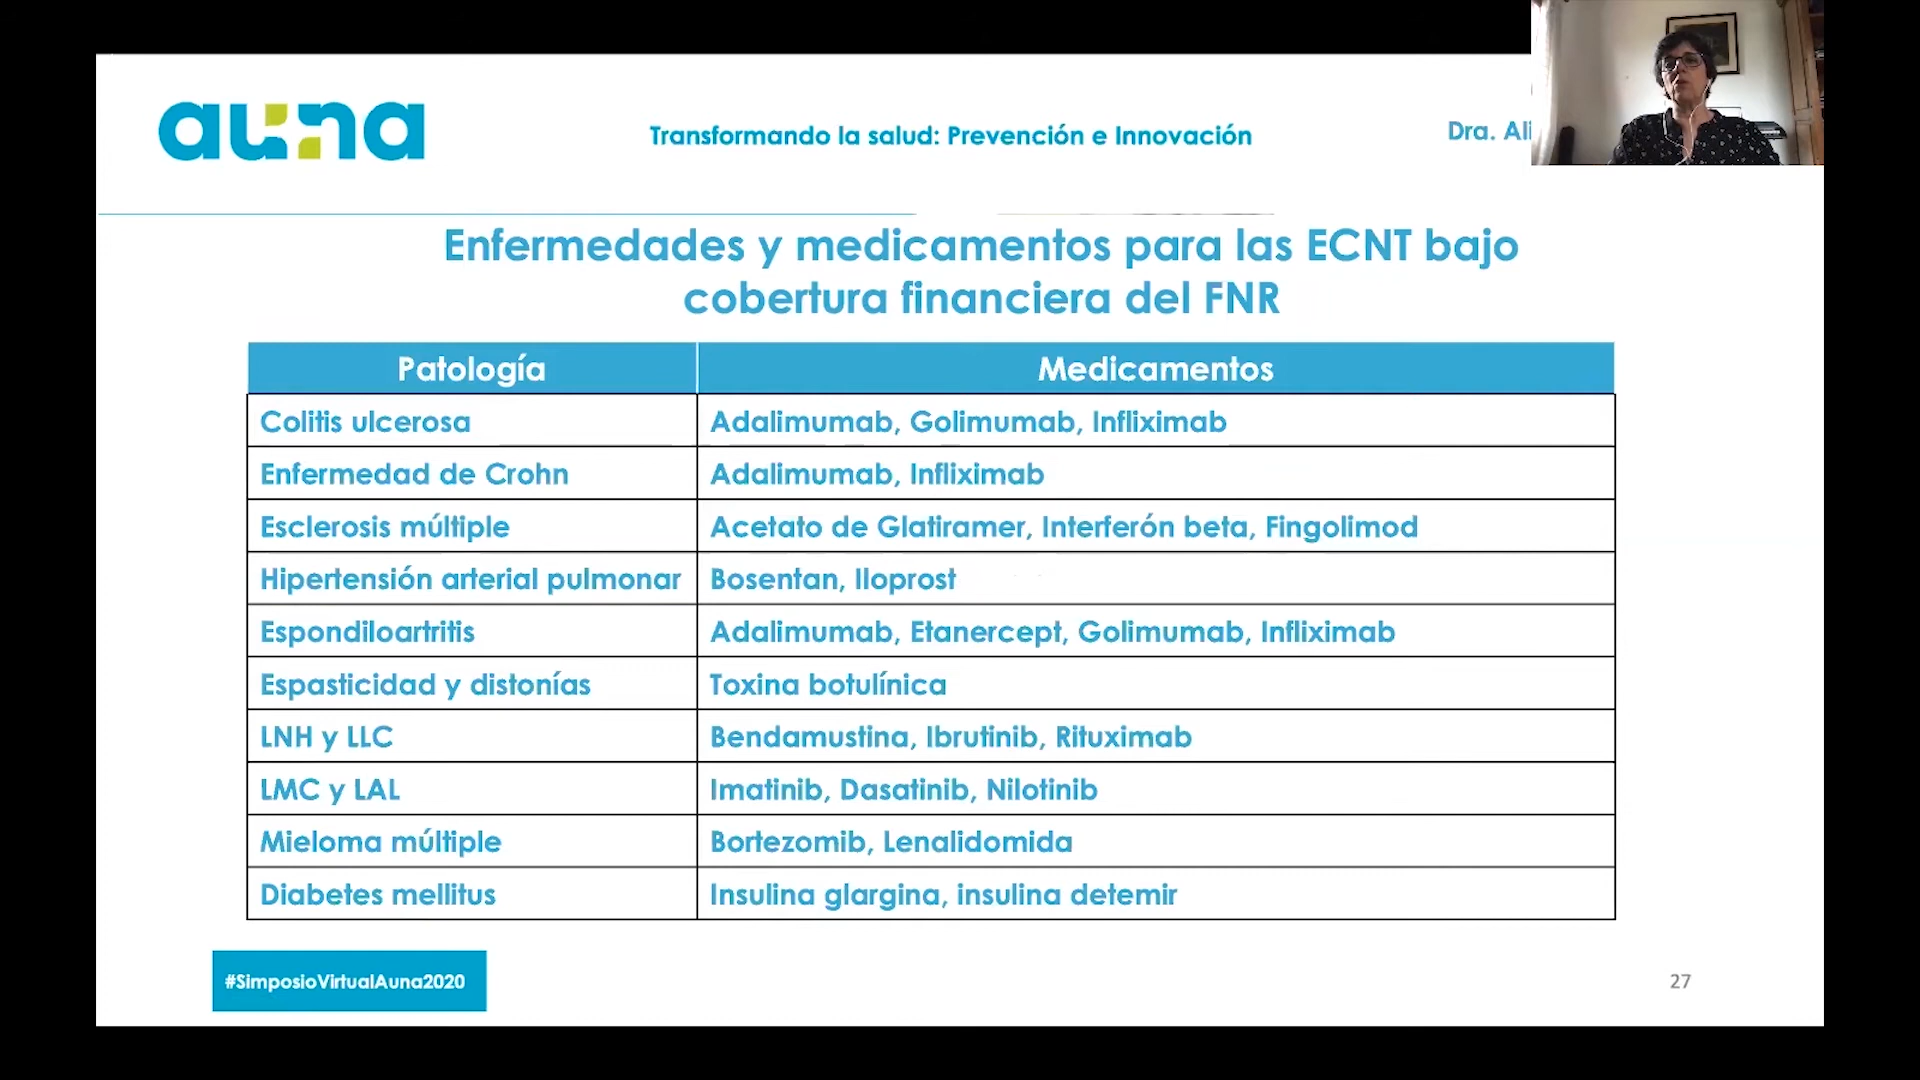 auna
Transformando la salud: Prevención e Innovación
Dra. Ali
Enfermedades y medicamentos para las ECNT bajo
cobertura financiera del FNR
Patología Medicamentos
Colitis ulcerosa Adalimumab, Golimumab, Infliximab
Enfermedad de Crohn Adalimumab, Infliximab
Esclerosis múltiple Acetato de Glatiramer, Interferón beta, Fingolimod
Hipertensión arterial pulmonar Bosentan, Iloprost
Espondiloartritis Adalimumab, Etanercept, Golimumab, Infliximab
Espasticidad y distonías Toxina botulínica
LNH y LLC Bendamustina, Ibrutinib, Rituximab
LMC y LAL Imatinib, Dasatinib, Nilotinib
Mieloma múltiple Bortezomib, Lenalidomida
Diabetes mellitus Insulina glargina, insulina detemir
#SimposioVirtualAuna2020
27